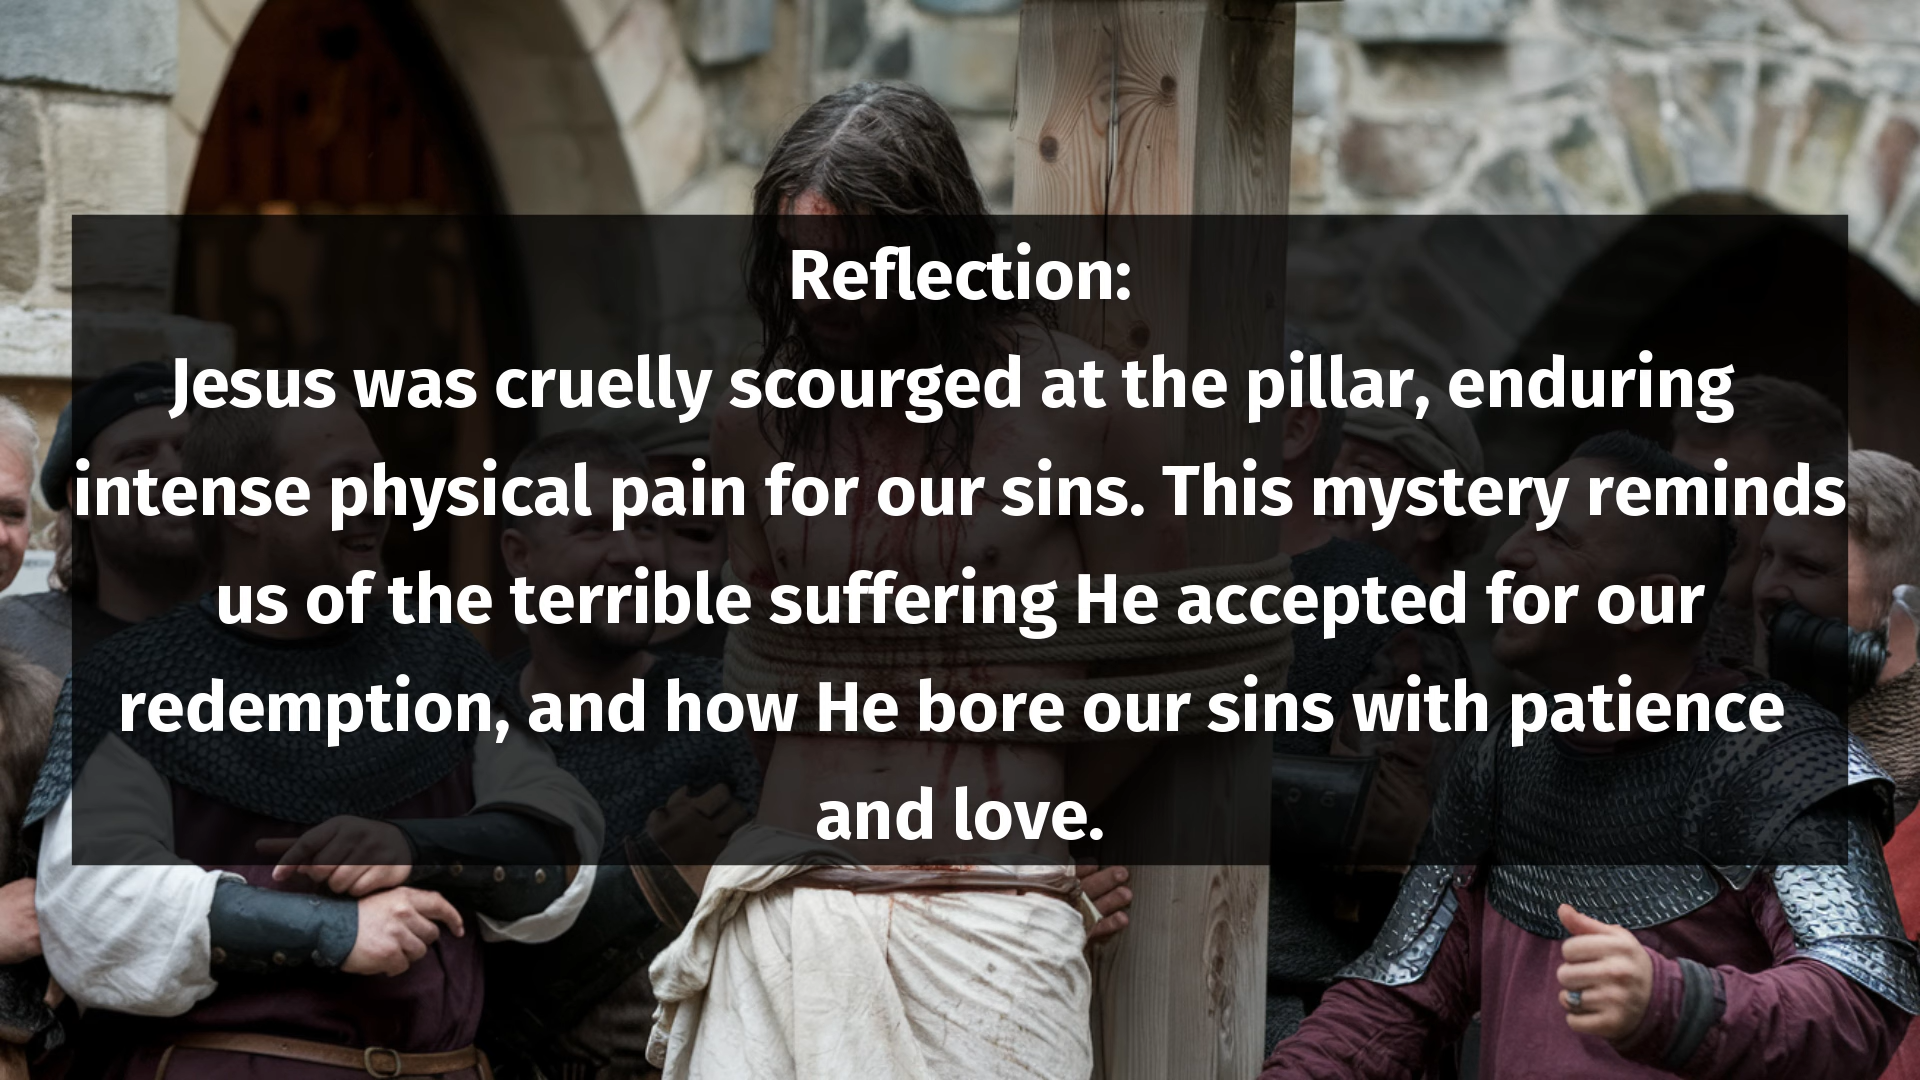 Reflection:
Jesus was cruelly scourged at the pillar, enduring
intense physical pain for our sins. This mystery reminds
us of the terrible suffering He accepted for our
redemption, and how He bore our sins with patience
and love.